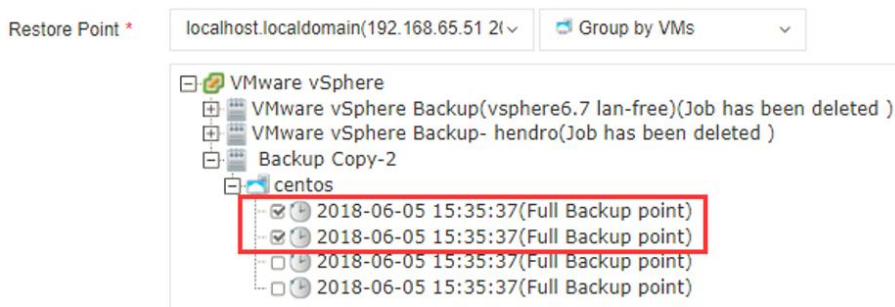 Restore Point * localhost.localdomain(192.168.65.51 2( Group by VMs
VMware vSphere
VMware vSphere Backup(vsphere6.7 lan-free)(Job has been deleted )
VMware vSphere Backup- hendro(Job has been deleted )
Backup Copy-2
centos
2018-06-05 15:35:37(Full Backup point)
2018-06-05 15:35:37(Full Backup point)
2018-06-05 15:35:37(Full Backup point)
2018-06-05 15:35:37(Full Backup point)